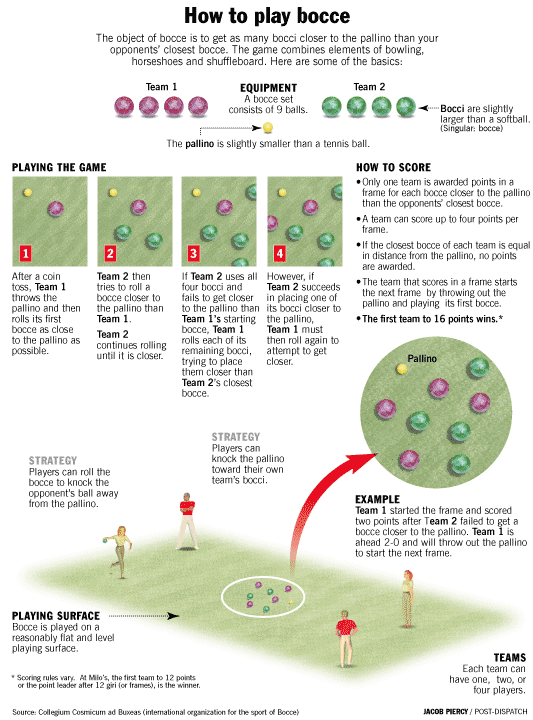 How to play bocce
The object of bocce is to get as many bocci closer to the pallino than your
opponents' closest bocce. The game combines elements of bowling,
horseshoes and shuffleboard. Here are some of the basics:
Team 1
EQUIPMENT
A bocce set
consists of 9 balls.
Team 2
Bocci are slightly
larger than a softball.
(Singular: bocce)
The pallino is slightly smaller than a tennis ball.
PLAYING THE GAME
1
After a coin
toss, Team 1
throws the
pallino and then
rolls its first
bocce as close
to the pallino as
possible.
2
Team 2 then
tries to roll a
bocce closer to
the pallino than
Team 1.
Team 2
continues rolling
until it is closer.
3
If Team 2 uses all
four bocci and
fails to get closer
to the pallino than
Team 1's starting
bocce, Team 1
rolls each of its
remaining bocci,
trying to place
them closer than
Team 2's closest
bocce.
4
However, if
Team 2 succeeds
in placing one of
its bocci closer to
the pallino,
Team 1 must
then roll again to
attempt to get
closer.
HOW TO SCORE
•Only one team is awarded points in a
frame for each bocce closer to the pallino
than the opponents' closest bocce.
•A team can score up to four points per
frame.
•If the closest bocce of each team is equal
in distance from the pallino, no points
are awarded.
•The team that scores in a frame starts
the next frame by throwing out the
pallino and playing its first bocce.
•The first team to 16 points wins.*
Pallino
EXAMPLE
Team 1 started the frame and scored
two points after Team 2 failed to get a
bocce closer to the pallino. Team 1 is
ahead 2-0 and will throw out the pallino
to start the next frame.
STRATEGY
Players can
knock the pallino
toward their own
team's bocci.
STRATEGY
Players can roll the
bocce to knock the
opponent's ball away
from the pallino.
PLAYING SURFACE
Bocce is played on a
reasonably flat and level
playing surface.
TEAMS
Each team can
have one, two, or
four players.
* Scoring rules vary. At Milo's, the first team to 12 points
or the point leader after 12 giri (or frames), is the winner.
Source: Collegium Cosmicum ad Buxeas (international organization for the sport of Bocce)
JACOB PIERCY / POST-DISPATCH